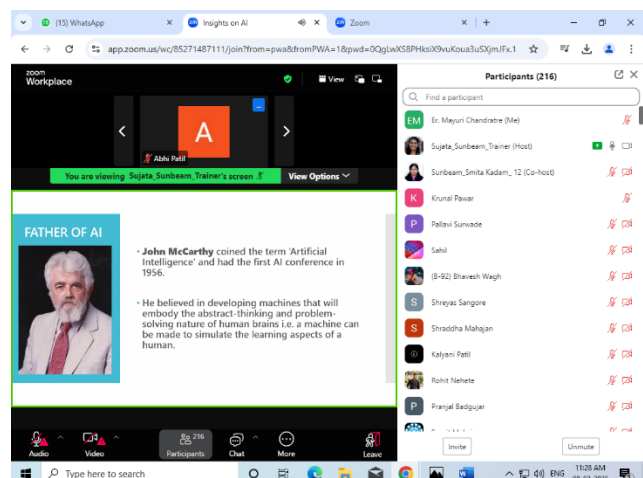 (15) WhatsApp
Insights on AI
Zoom
app.zoom.us/wc/85271487111/join?from=pwa&fromPWA=1&pwd=0QgLwXS8PHksiX9vuKoua3uSXjmJFx.1
zoom
Workplace
View
A
Abhi Patil
You are viewing Sujata_Sunbeam_Trainer's screen
View Options
FATHER OF AI
• John McCarthy coined the term 'Artificial
Intelligence' and had the first AI conference in
1956.
• He believed in developing machines that will
embody the abstract-thinking and problem-
solving nature of human brains i.e. a machine can
be made to simulate the learning aspects of a
human.
Audio
Video
216
Participants
Chat
More
Leave
Participants (216)
Find a participant
EM Er. Mayuri Chandratre (Me)
Sujata_Sunbeam_Trainer (Host)
Sunbeam_Smita Kadam_ 12 (Co-host)
K Krunal Pawar
P Pallavi Surwade
Sahil
(B-92) Bhavesh Wagh
S Shreyas Sangore
S Shraddha Mahajan
Kalyani Patil
Rohit Nehete
P Pranjal Badgujar
Invite
Unmute
Type here to search
ENG
11:28 AM